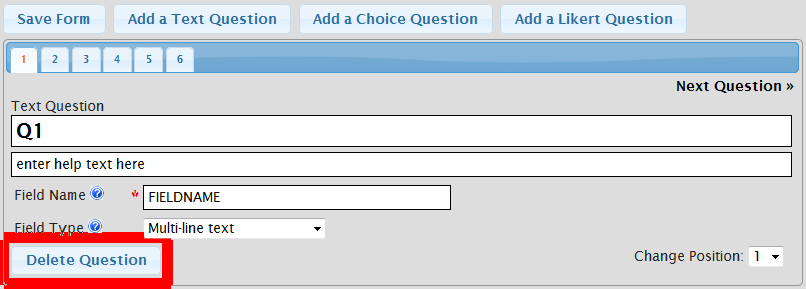 Save Form Add a Text Question Add a Choice Question Add a Likert Question
1 2 3 4 5 6
Next Question »
Text Question
Q1
enter help text here
Field Name ? * FIELDNAME
Field Type ? Multi-line text
Delete Question Change Position: 1